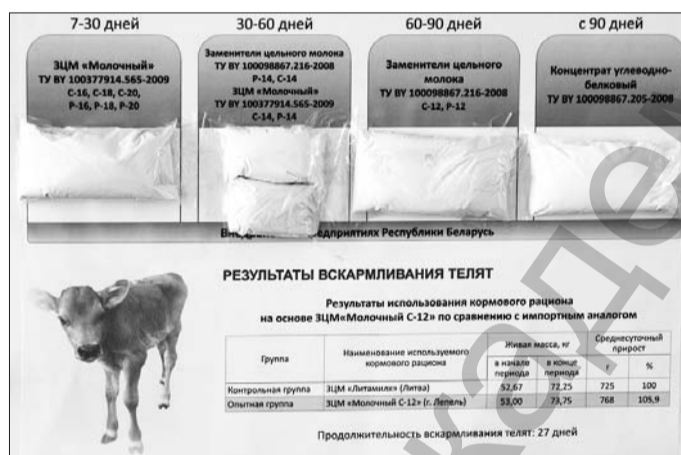 7-30 дней
30-60 дней
60-90 дней
с 90 дней
ЗЦМ «Молочный»
ТУ BY 100377914.565-2009
С-16, С-18, С-20,
Р-16, Р-18, Р-20
Заменители цельного молока
ТУ BY 100098867.216-2008
Р-14, С-14
ЗЦМ «Молочный»
ТУ BY 100377914.565-2009
С-14, Р-14
Заменители цельного
молока
ТУ BY 100098867.216-2008
С-12, Р-12
Концентрат углеводно-
белковый
ТУ BY 100098867.205-2008
Республики Беларусь
РЕЗУЛЬТАТЫ ВСКАРМЛИВАНИЯ ТЕЛЯТ
Результаты использования кормового рациона
на основе ЗЦМ«Молочный С-12» по сравнению с импортным аналогом
Группа
Наименование используемого
кормового рациона
Живая масса, кг
Среднесуточный
прирост
в начале
периода
в конце
периода
г
%
Контрольная группа ЗЦМ «Литамилк» (Литва) 52,67 72,25 725 100
Опытная группа ЗЦМ «Молочный С-12» (г. Лепель) 53,00 73,75 768 105,9
Продолжительность вскармливания телят: 27 дней